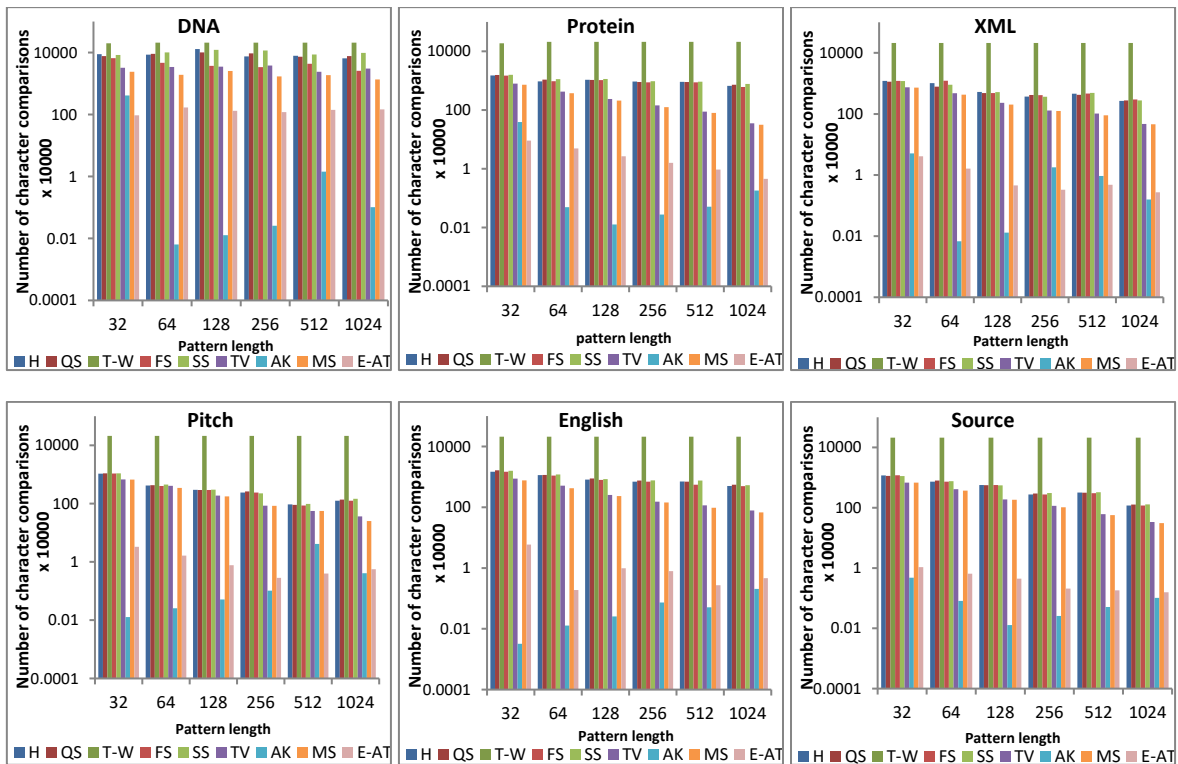 DNA
Number of character comparisons
x 10000
10000
100
1
0.01
0.0001
32 64 128 256 512 1024
Pattern length
H QS T-W FS SS TV AK MS E-AT
Protein
Number of character comparisons
x 10000
10000
100
1
0.01
0.0001
32 64 128 256 512 1024
pattern length
H QS T-W FS SS TV AK MS E-AT
XML
Number of character comparisons
x 10000
10000
100
1
0.01
0.0001
32 64 128 256 512 1024
Pattern length
H QS T-W FS SS TV AK MS E-AT
Pitch
Number of character comparisons
x 10000
10000
100
1
0.01
0.0001
32 64 128 256 512 1024
Pattern length
H QS T-W FS SS TV AK MS E-AT
English
Number of character comparisons
x 10000
10000
100
1
0.01
0.0001
32 64 128 256 512 1024
Pattern length
H QS T-W FS SS TV AK MS E-AT
Source
Number of character comparisons
x 10000
10000
100
1
0.01
0.0001
32 64 128 256 512 1024
Pattern length
H QS T-W FS SS TV AK MS E-AT